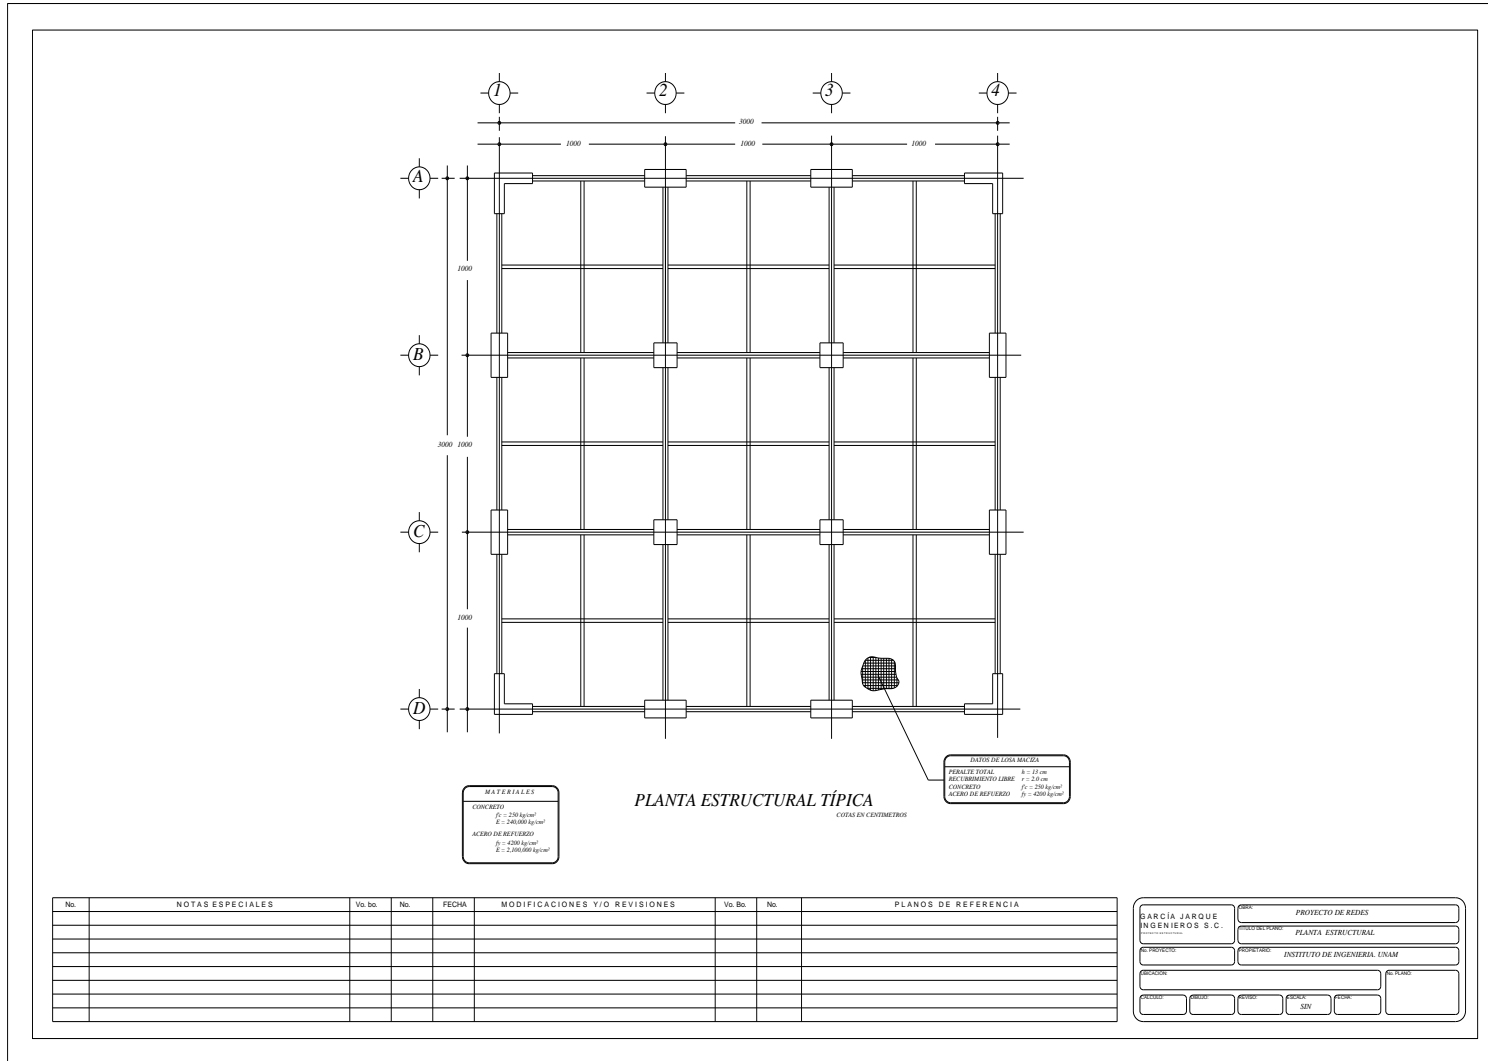 1 2 3 4
3000
1000 1000 1000
A
1000
B
3000 1000
C
1000
D
DATOS DE LOSA MACIZA
PERALTE TOTAL h = 13 cm
RECUBRIMIENTO LIBRE r = 2.0 cm
CONCRETO f'c = 250 kg/cm²
ACERO DE REFUERZO fy = 4200 kg/cm²
MATERIALES
CONCRETO
f'c = 250 kg/cm²
E = 240,000 kg/cm²
ACERO DE REFUERZO
fy = 4200 kg/cm²
E = 2,100,000 kg/cm²
PLANTA ESTRUCTURAL TÍPICA
COTAS EN CENTIMETROS
No. NOTAS ESPECIALES Vo. bo. No. FECHA MODIFICACIONES Y/O REVISIONES Vo. Bo. No. PLANOS DE REFERENCIA
GARCÍA JARQUE
INGENIEROS S.C.
OBRA:
PROYECTO DE REDES
TITULO DEL PLANO:
PLANTA ESTRUCTURAL
No. PROYECTO:
PROPIETARIO:
INSTITUTO DE INGENIERIA. UNAM
UBICACION:
No. PLANO:
CALCULO: DIBUJO: REVISO: ESCALA: FECHA:
SIN